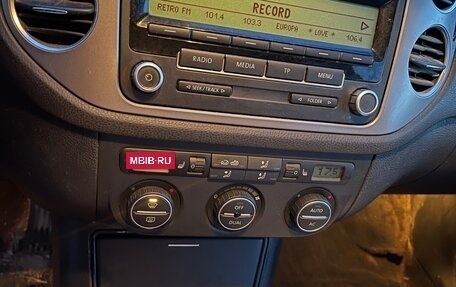 RECORD
RETRO FM 101.4 103.3 EUROPA * LOVE * 106.4
RADIO MEDIA TP MENU
SEEK/TRACK
FOLDER
MBIB-RU
17.5
OFF
DUAL
AUTO
AC